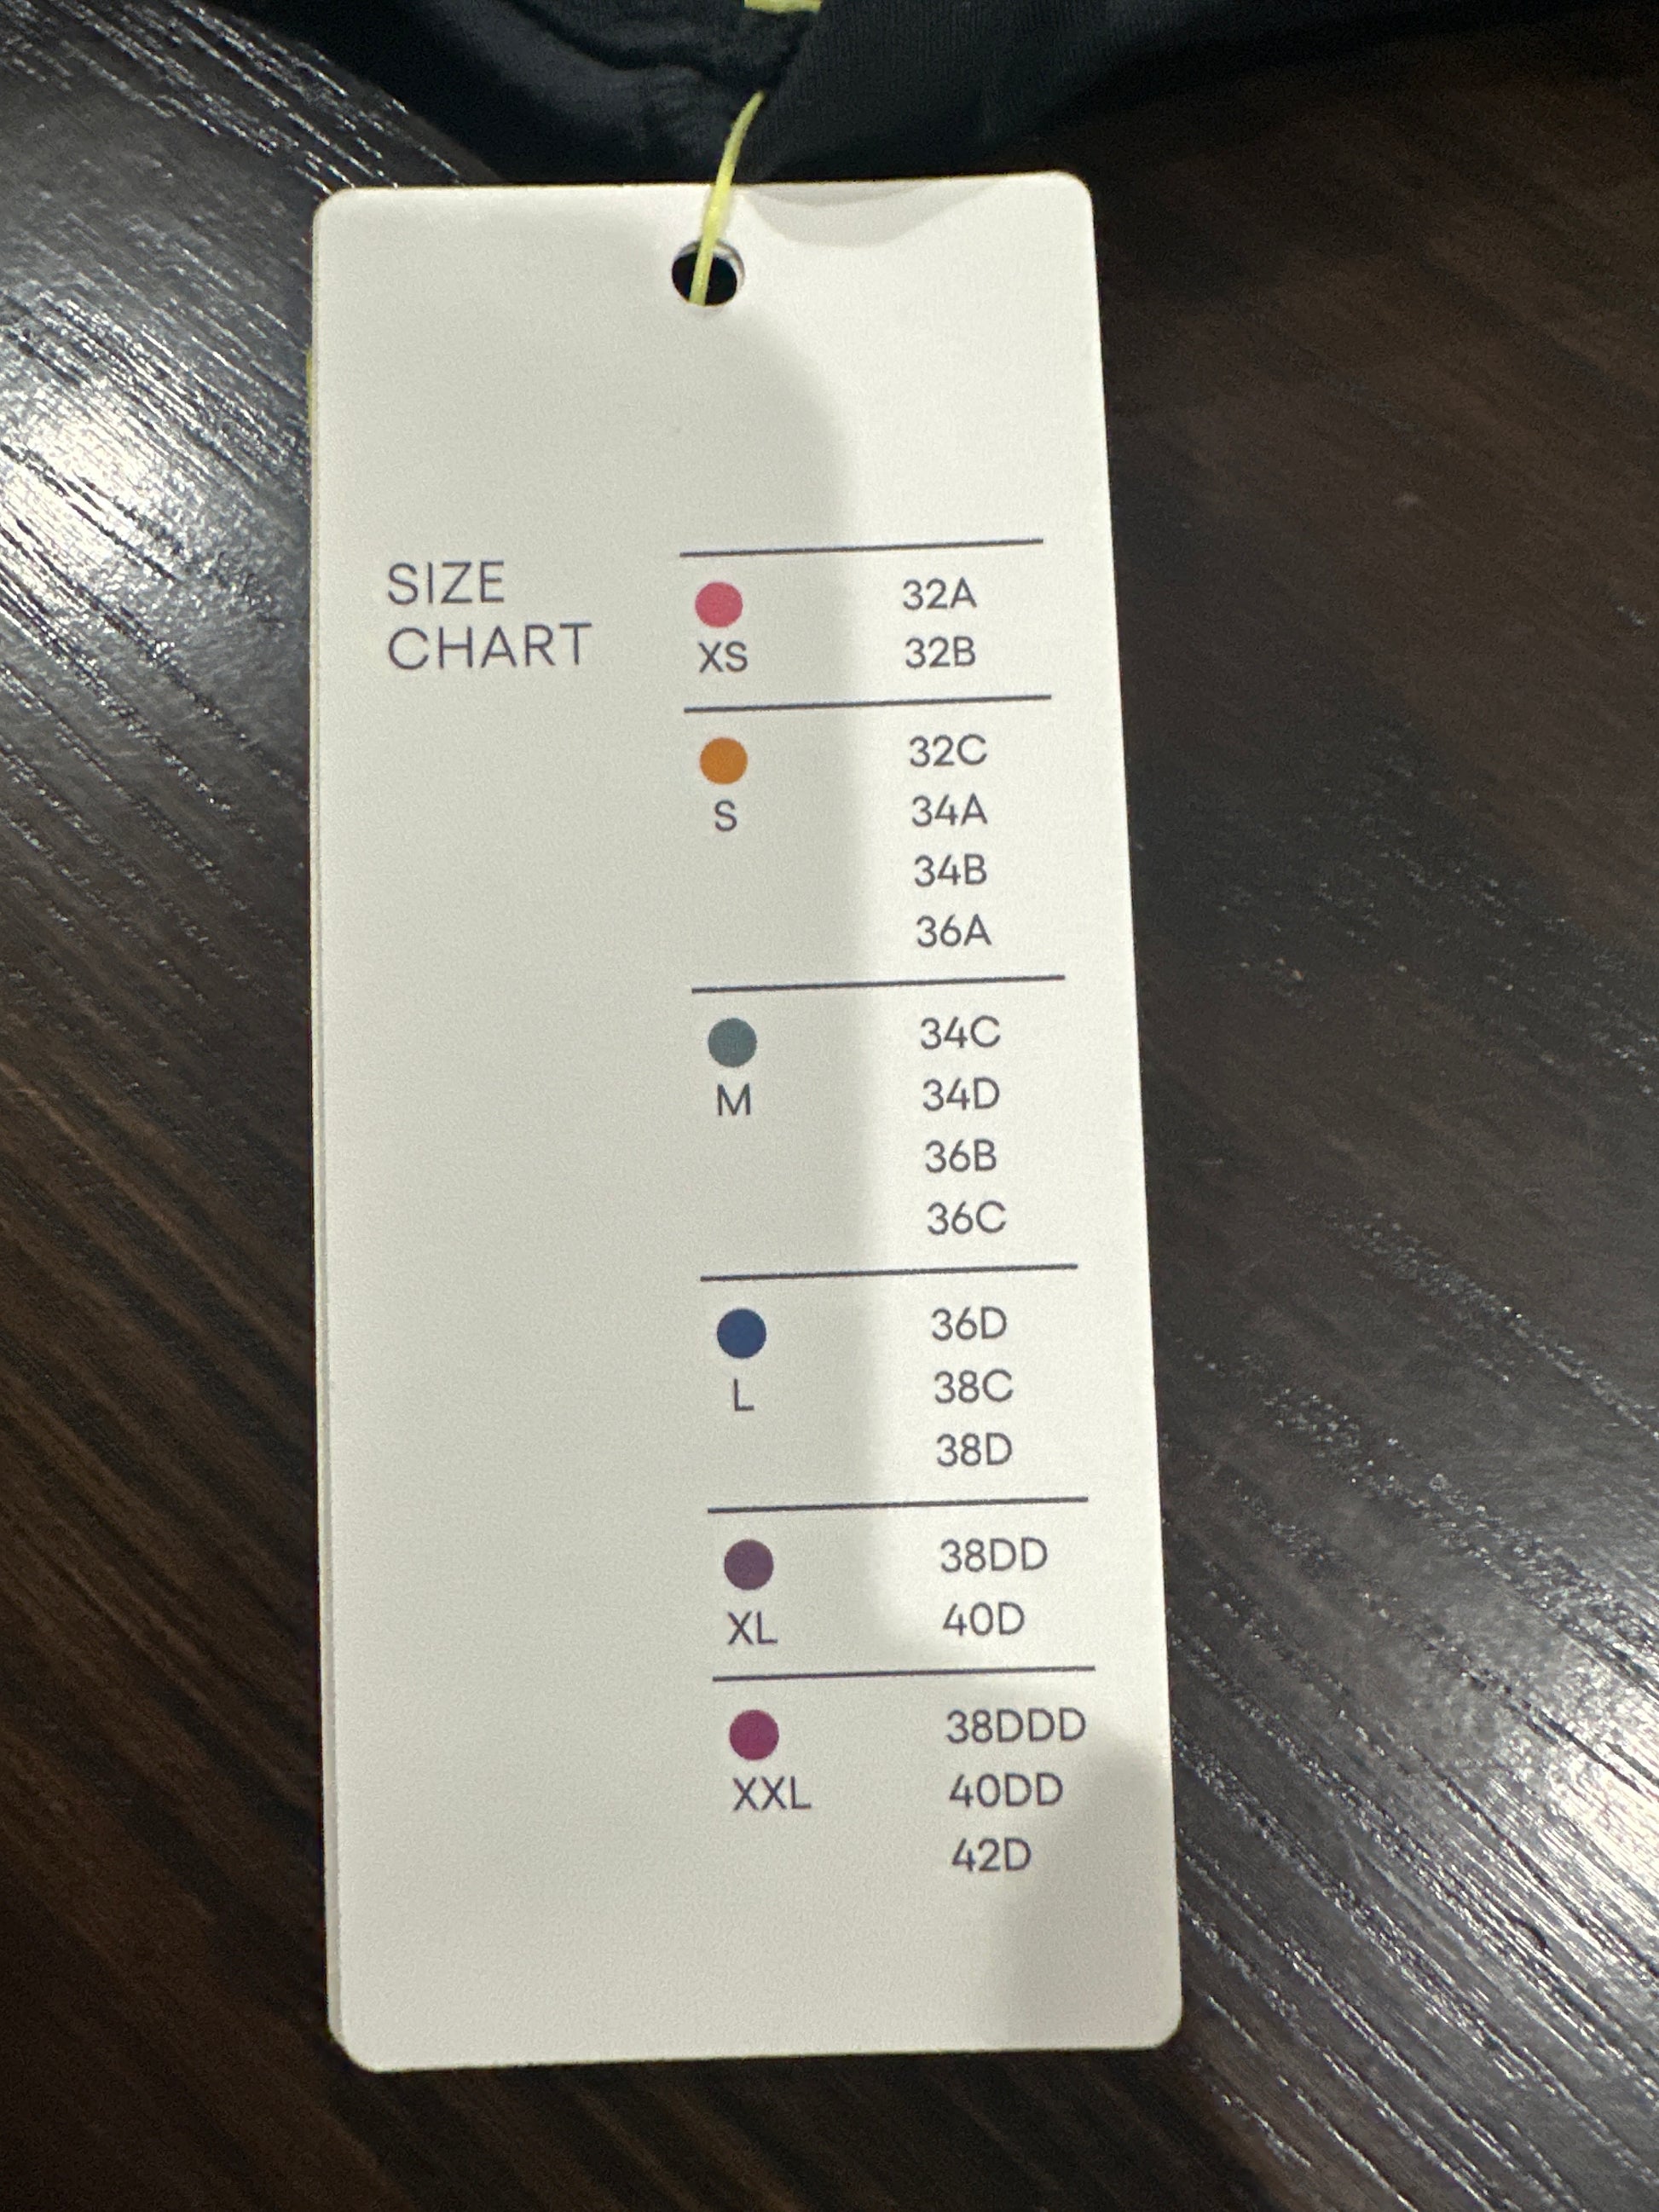 SIZE
CHART
XS 32A
32B
S 32C
34A
34B
36A
M 34C
34D
36B
36C
L 36D
38C
38D
XL 38DD
40D
XXL 38DDD
40DD
42D